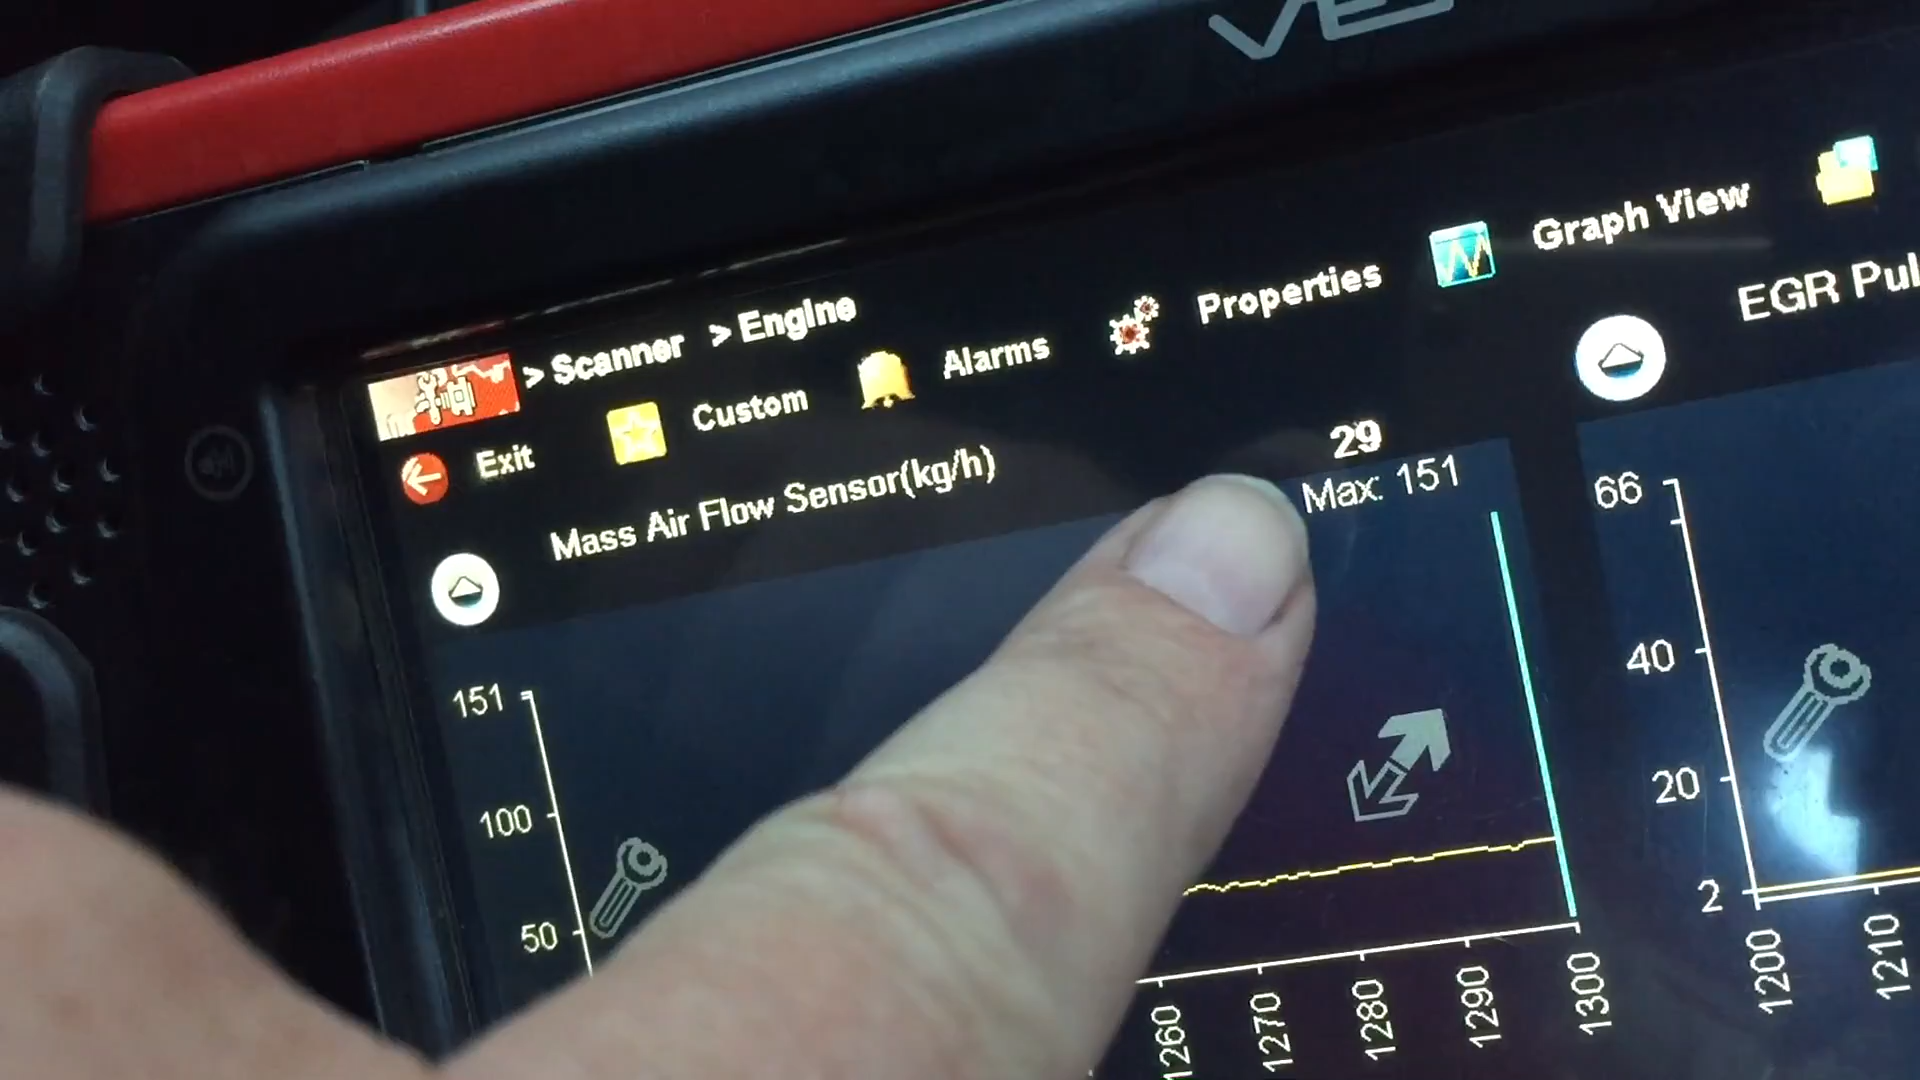 > Scanner > Engine
Exit Custom Alarms Properties Graph View
Mass Air Flow Sensor(kg/h)
29
Max: 151
151
100
50
1260 1270 1280 1290 1300
EGR Pul
66
40
20
2
1200 1210